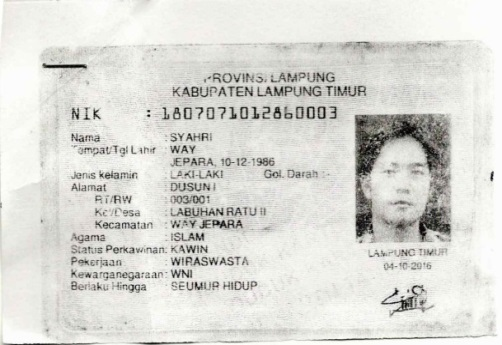 PROVINSI LAMPUNG
KABUPATEN LAMPUNG TIMUR
NIK : 1807071012860003
Nama : SYAHRI
Tempat/Tgl Lahir : WAY
JEPARA, 10-12-1986
Jenis kelamin : LAKI-LAKI Gol. Darah : -
Alamat : DUSUN I
RT/RW : 003/001
Kel/Desa : LABUHAN RATU II
Kecamatan : WAY JEPARA
Agama : ISLAM
Status Perkawinan: KAWIN
Pekerjaan : WIRASWASTA
Kewarganegaraan: WNI
Berlaku Hingga : SEUMUR HIDUP
LAMPUNG TIMUR
04-10-2016